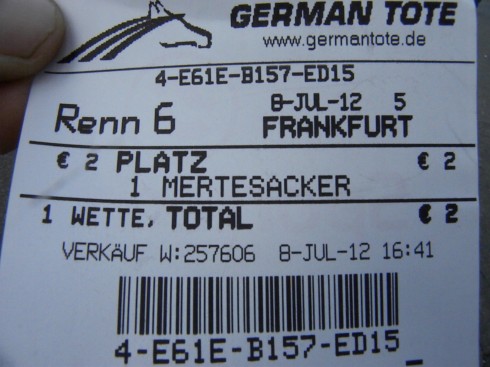 GERMAN TOTE
www.germantote.de
4-E61E-B157-ED15
Renn 6 8-JUL-12 5
FRANKFURT
€ 2 PLATZ € 2
1 MERTESACKER
1 WETTE, TOTAL € 2
VERKÄUF W:257606 8-JUL-12 16:41
4-E61E-B157-ED15